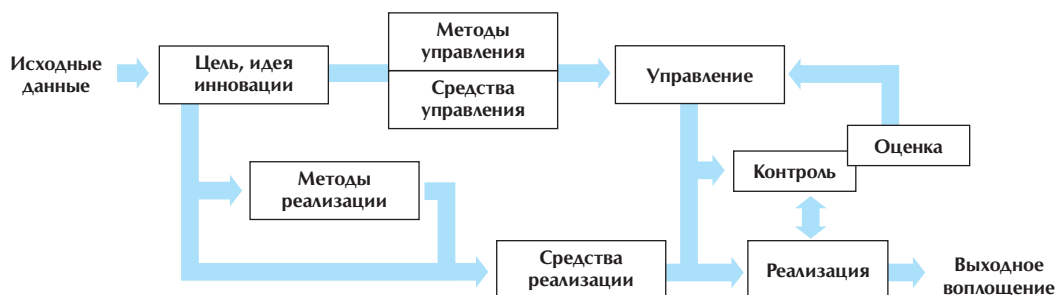 Исходные
данные
Цель, идея
инновации
Методы
управления
Средства
управления
Управление
Оценка
Контроль
Методы
реализации
Средства
реализации
Реализация
Выходное
воплощение